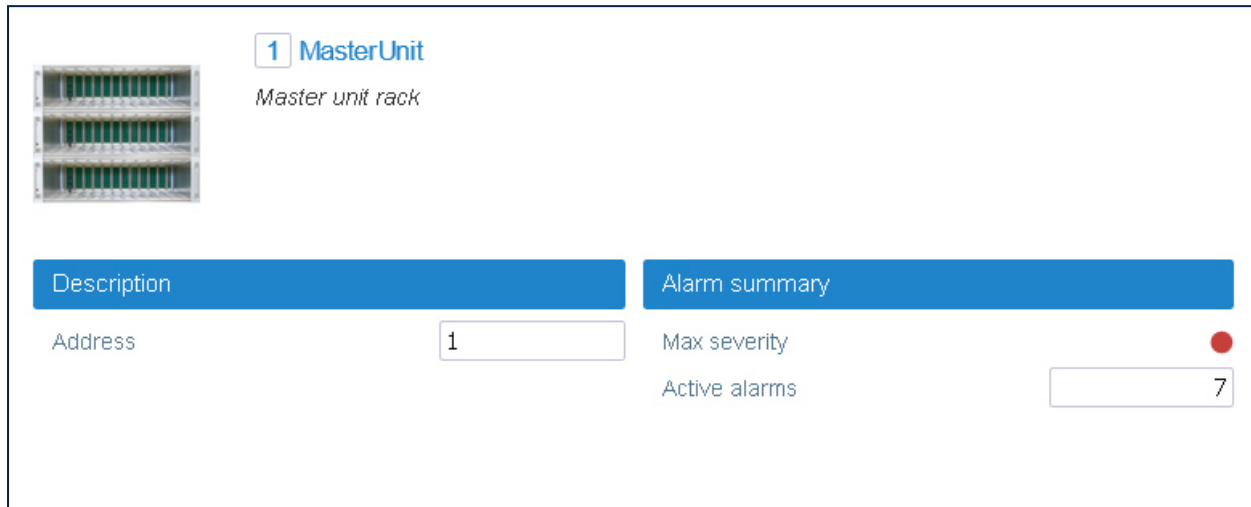 1 MasterUnit
Master unit rack
Description
Address 1
Alarm summary
Max severity
Active alarms 7